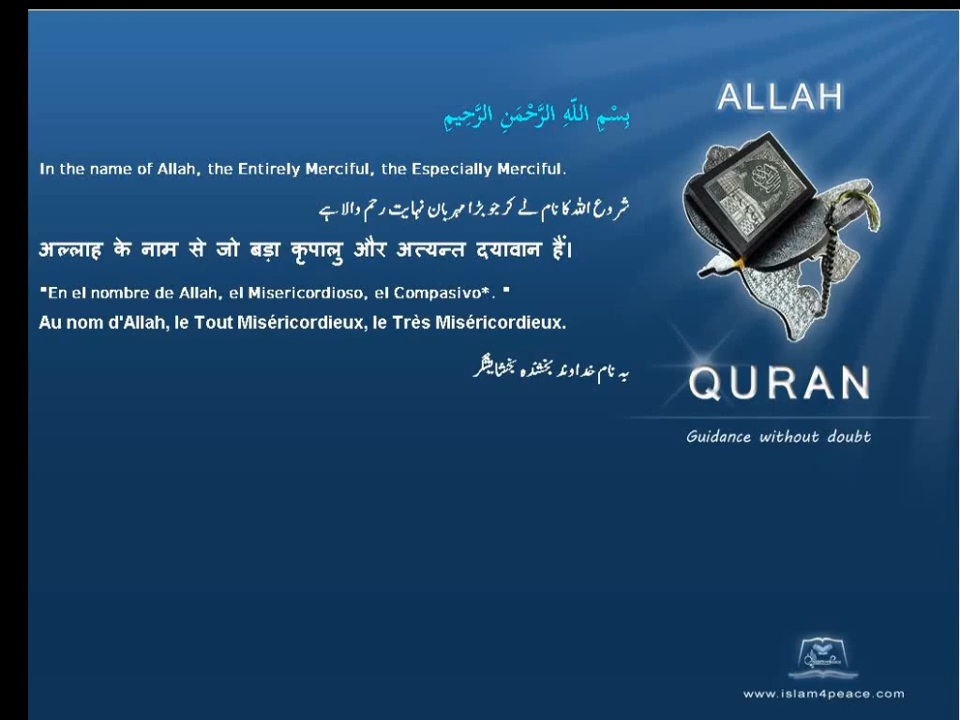 بِسْمِ اللّهِ الرَّحْمَنِ الرَّحِيمِ
In the name of Allah, the Entirely Merciful, the Especially Merciful.
شروع الله کا نام لے کر جو بڑا مہربان نہایت رحم والا ہے
अल्लाह के नाम से जो बड़ा कृपालु और अत्यन्त दयावान हैं।
"En el nombre de Allah, el Misericordioso, el Compasivo*. "
Au nom d'Allah, le Tout Miséricordieux, le Très Miséricordieux.
به نام خداوند بخشنده بخشایشگر
ALLAH
QURAN
Guidance without doubt
www.islam4peace.com